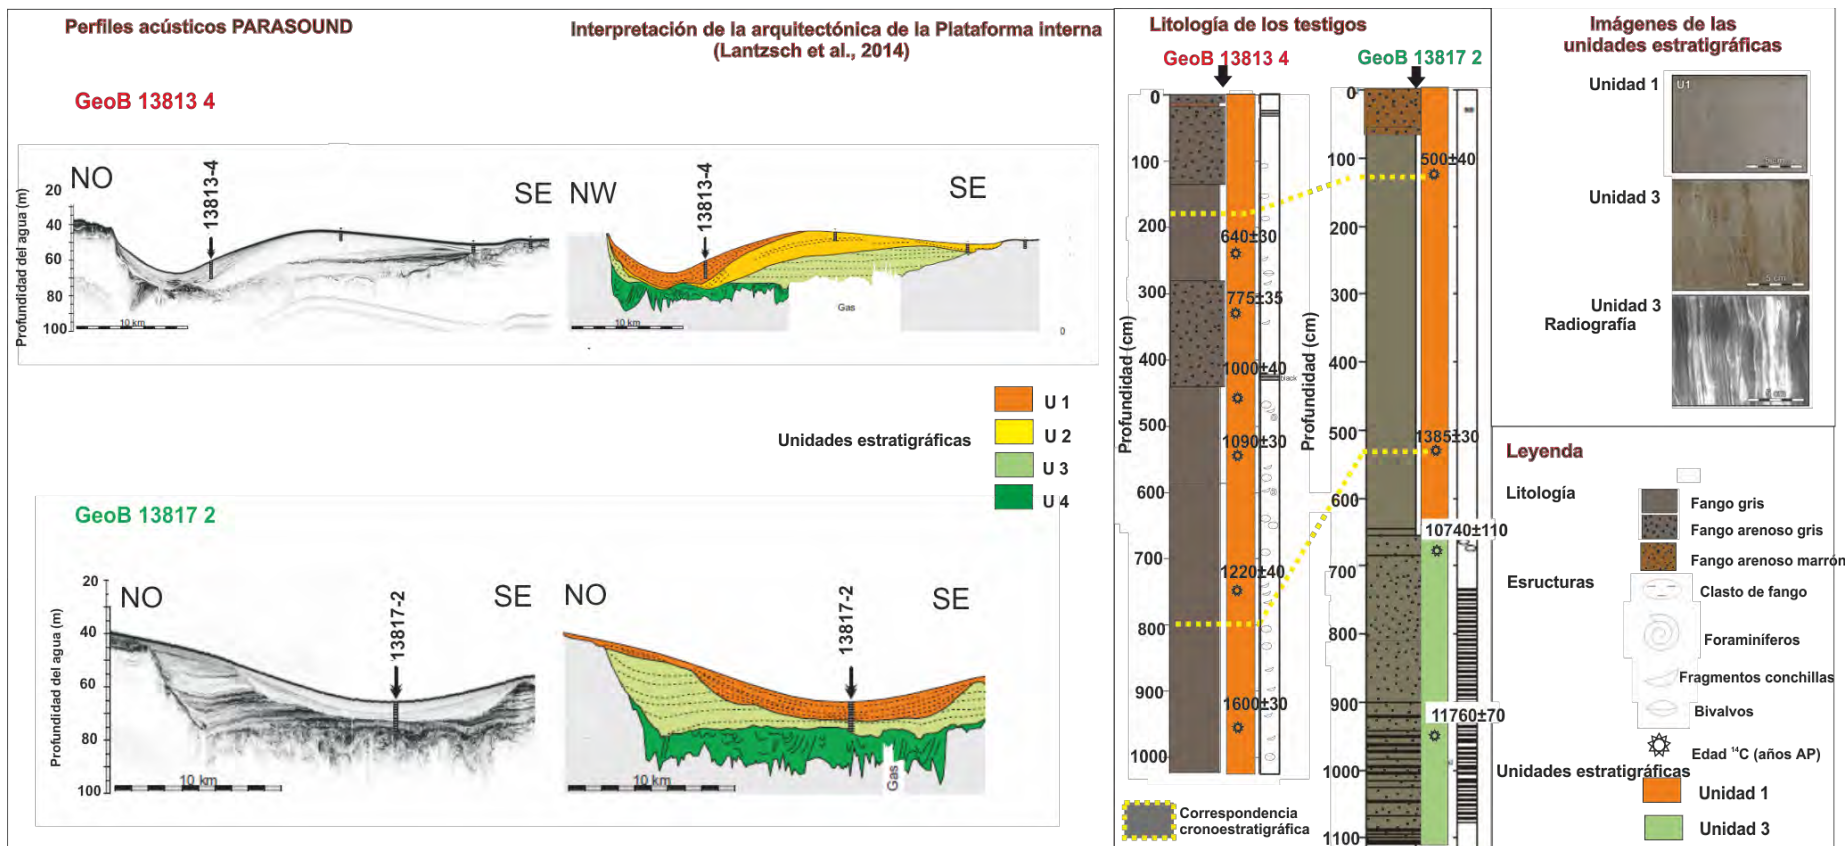 Perfiles acústicos PARASOUND
Interpretación de la arquitectónica de la Plataforma interna
(Lantzsch et al., 2014)
GeoB 13813 4
Profundidad del agua (m)
20
40
60
80
100
NO
13813-4
SE
10 km
NW
13813-4
SE
Gas
10 km
0
Unidades estratigráficas
U 1
U 2
U 3
U 4
GeoB 13817 2
Profundidad del agua (m)
20
40
60
80
100
NO
13817-2
SE
10 km
NO
13817-2
SE
Gas
10 km
Litología de los testigos
GeoB 13813 4
Profundidad (cm)
0
100
200
300
400
500
600
700
800
900
1000
640±30
775±35
1000±40
black
1090±30
1220±40
1600±30
GeoB 13817 2
Profundidad (cm)
0
100
200
300
400
500
600
700
800
900
1000
1100
500±40
1385±30
10740±110
11760±70
Correspondencia
cronoestratigráfica
Imágenes de las
unidades estratigráficas
Unidad 1
U1
Unidad 3
5 cm
Unidad 3
Radiografía
Leyenda
Litología
Fango gris
Fango arenoso gris
Fango arenoso marrón
Esructuras
Clasto de fango
Foraminíferos
Fragmentos conchillas
Bivalvos
Edad ¹⁴C (años AP)
Unidades estratigráficas
Unidad 1
Unidad 3